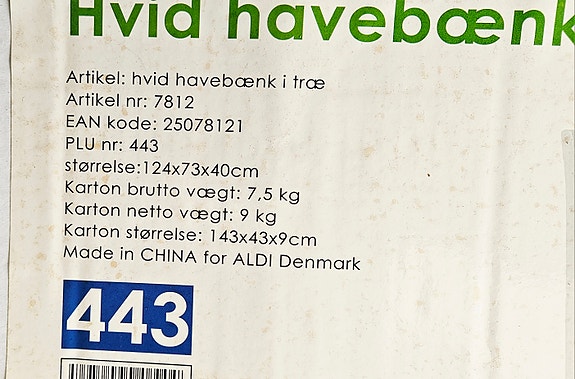 Hvid havebænk
Artikel: hvid havebænk i træ
Artikel nr: 7812
EAN kode: 25078121
PLU nr: 443
størrelse:124x73x40cm
Karton brutto vægt: 7,5 kg
Karton netto vægt: 9 kg
Karton størrelse: 143x43x9cm
Made in CHINA for ALDI Denmark
443